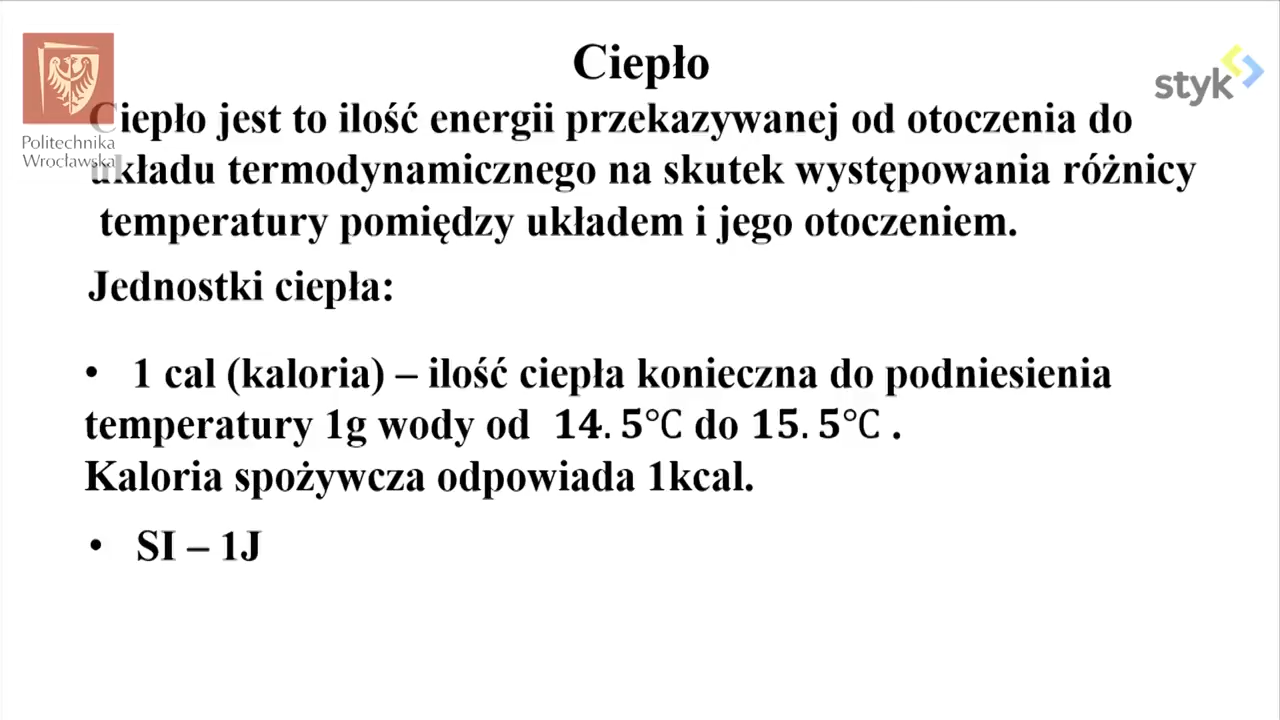 Ciepło
styk
Politechnika
Wrocławska
Ciepło jest to ilość energii przekazywanej od otoczenia do
układu termodynamicznego na skutek występowania różnicy
temperatury pomiędzy układem i jego otoczeniem.
Jednostki ciepła:
• 1 cal (kaloria) – ilość ciepła konieczna do podniesienia
temperatury 1g wody od 14. 5°C do 15. 5°C .
Kaloria spożywcza odpowiada 1kcal.
• SI – 1J